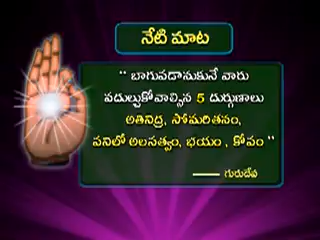 నేటి మాట
“ బాగుపడాలనుకునే వారు
వదుల్చుకోవాల్సిన 5 దుర్గుణాలు
అతినిద్ర, సోమరితనం,
పనిలో అలసత్వం, భయం , కోపం ”
—— గురుదేవ